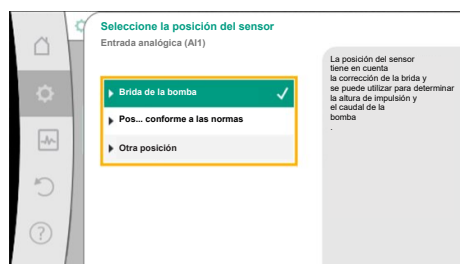 Seleccione la posición del sensor
Entrada analógica (AI1)
Brida de la bomba
Pos... conforme a las normas
Otra posición
La posición del sensor
tiene en cuenta
la corrección de la brida y
se puede utilizar para determinar
la altura de impulsión y
el caudal de la
bomba
.